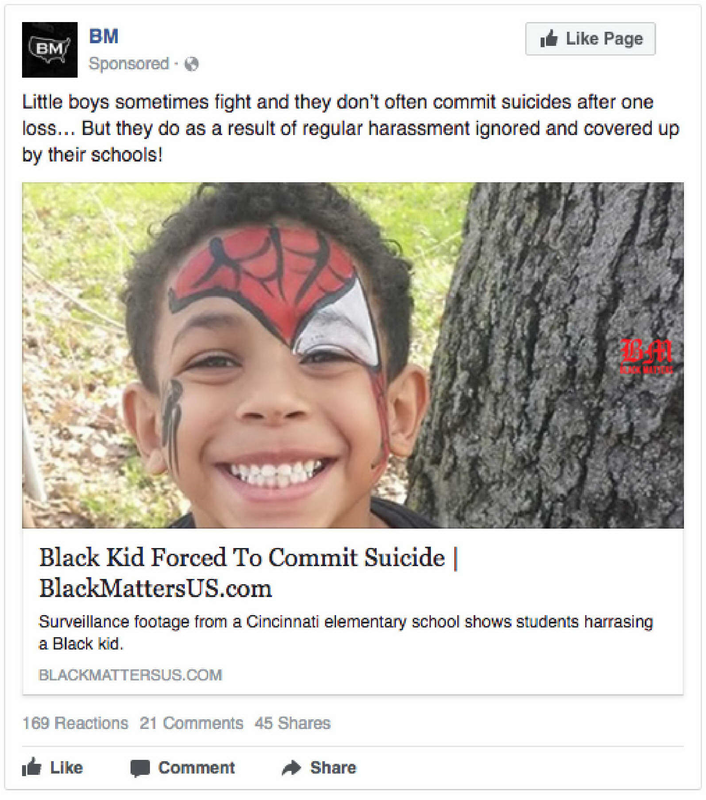 BM
BM
Like Page
Sponsored ·
Little boys sometimes fight and they don't often commit suicides after one
loss… But they do as a result of regular harassment ignored and covered up
by their schools!
BM
BLACK MATTERS
Black Kid Forced To Commit Suicide |
BlackMattersUS.com
Surveillance footage from a Cincinnati elementary school shows students harrasing
a Black kid.
BLACKMATTERSUS.COM
169 Reactions 21 Comments 45 Shares
Like Comment Share